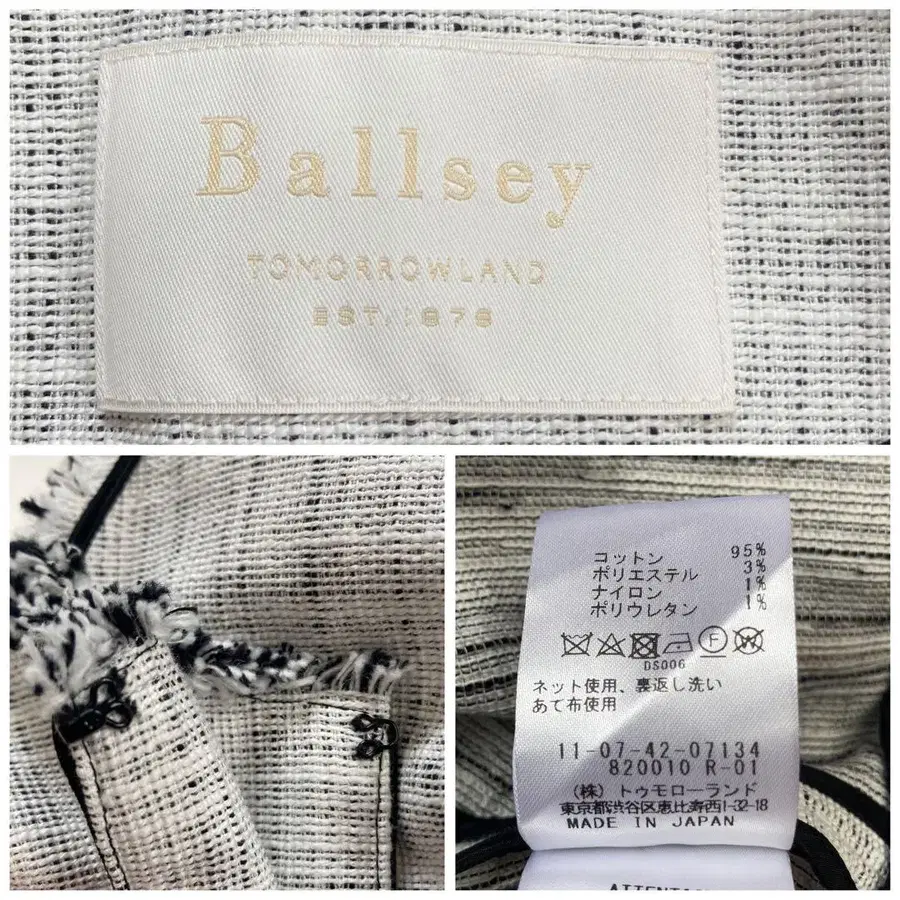 Ballsey
TOMORROWLAND
EST.1978
コットン 95%
ポリエステル 3%
ナイロン 1%
ポリウレタン 1%
F W
DS006
ネット使用、裏返し洗い
あて布使用
11-07-42-07134
820010 R-01
(株) トゥモローランド
東京都渋谷区恵比寿西1-32-18
MADE IN JAPAN